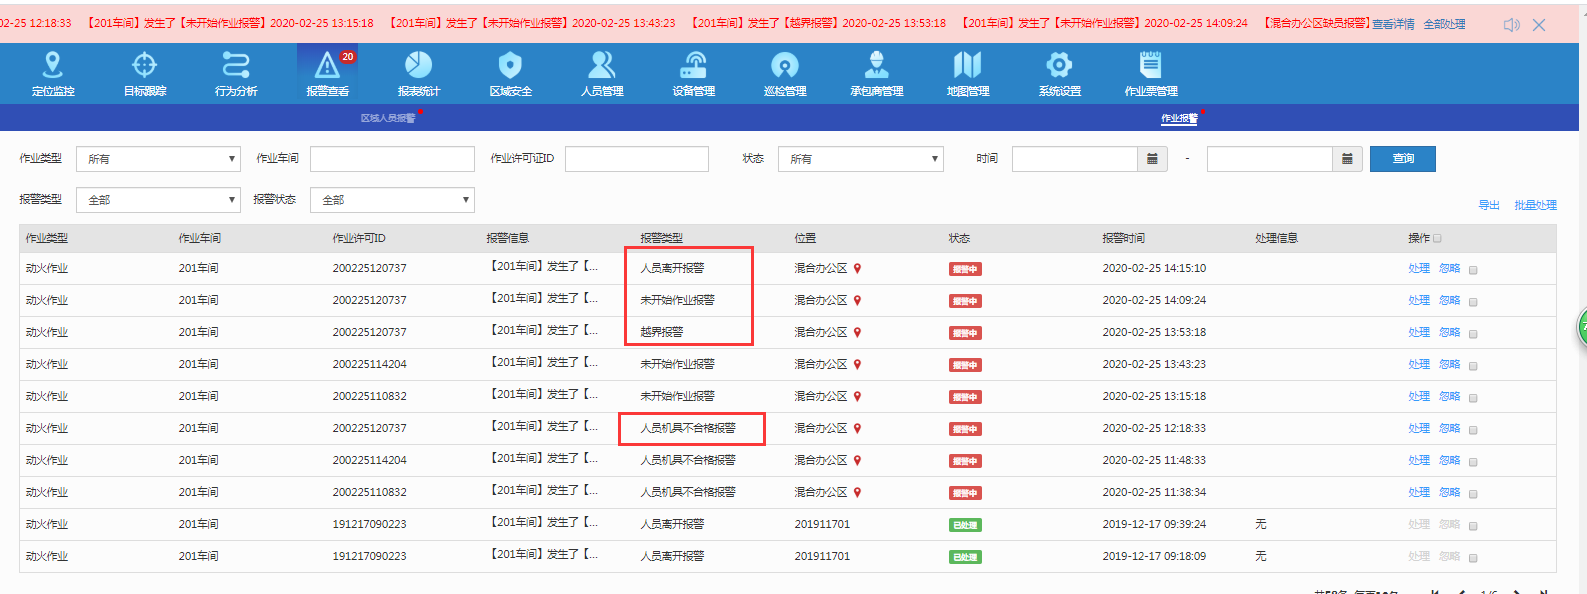 02-25 12:18:33 【201车间】发生了【未开始作业报警】2020-02-25 13:15:18 【201车间】发生了【未开始作业报警】2020-02-25 13:43:23 【201车间】发生了【越界报警】2020-02-25 13:53:18 【201车间】发生了【未开始作业报警】2020-02-25 14:09:24 【混合办公区缺员报警】查看详情 全部处理
20
定位监控 目标跟踪 行为分析 报警查看 报表统计 区域安全 人员管理 设备管理 巡检管理 承包商管理 地图管理 系统设置 作业票管理
区域人员报警 作业报警
作业类型 所有 作业车间 作业许可证ID 状态 所有 时间 - 查询
报警类型 全部 报警状态 全部
导出 批量处理
作业类型 作业车间 作业许可ID 报警信息 报警类型 位置 状态 报警时间 处理信息 操作
动火作业 201车间 200225120737 【201车间】发生了【... 人员离开报警 混合办公区 报警中 2020-02-25 14:15:10 处理 忽略
动火作业 201车间 200225120737 【201车间】发生了【... 未开始作业报警 混合办公区 报警中 2020-02-25 14:09:24 处理 忽略
动火作业 201车间 200225120737 【201车间】发生了【... 越界报警 混合办公区 报警中 2020-02-25 13:53:18 处理 忽略
动火作业 201车间 200225114204 【201车间】发生了【... 未开始作业报警 混合办公区 报警中 2020-02-25 13:43:23 处理 忽略
动火作业 201车间 200225110832 【201车间】发生了【... 未开始作业报警 混合办公区 报警中 2020-02-25 13:15:18 处理 忽略
动火作业 201车间 200225120737 【201车间】发生了【... 人员机具不合格报警 混合办公区 报警中 2020-02-25 12:18:33 处理 忽略
动火作业 201车间 200225114204 【201车间】发生了【... 人员机具不合格报警 混合办公区 报警中 2020-02-25 11:48:33 处理 忽略
动火作业 201车间 200225110832 【201车间】发生了【... 人员机具不合格报警 混合办公区 报警中 2020-02-25 11:38:34 处理 忽略
动火作业 201车间 191217090223 【201车间】发生了【... 人员离开报警 201911701 已处理 2019-12-17 09:39:24 无 处理 忽略
动火作业 201车间 191217090223 【201车间】发生了【... 人员离开报警 201911701 已处理 2019-12-17 09:18:09 无 处理 忽略